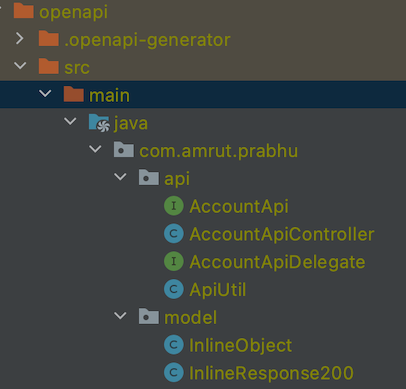 openapi
.openapi-generator
src
main
java
com.amrut.prabhu
api
I AccountApi
C AccountApiController
I AccountApiDelegate
C ApiUtil
model
C InlineObject
C InlineResponse200